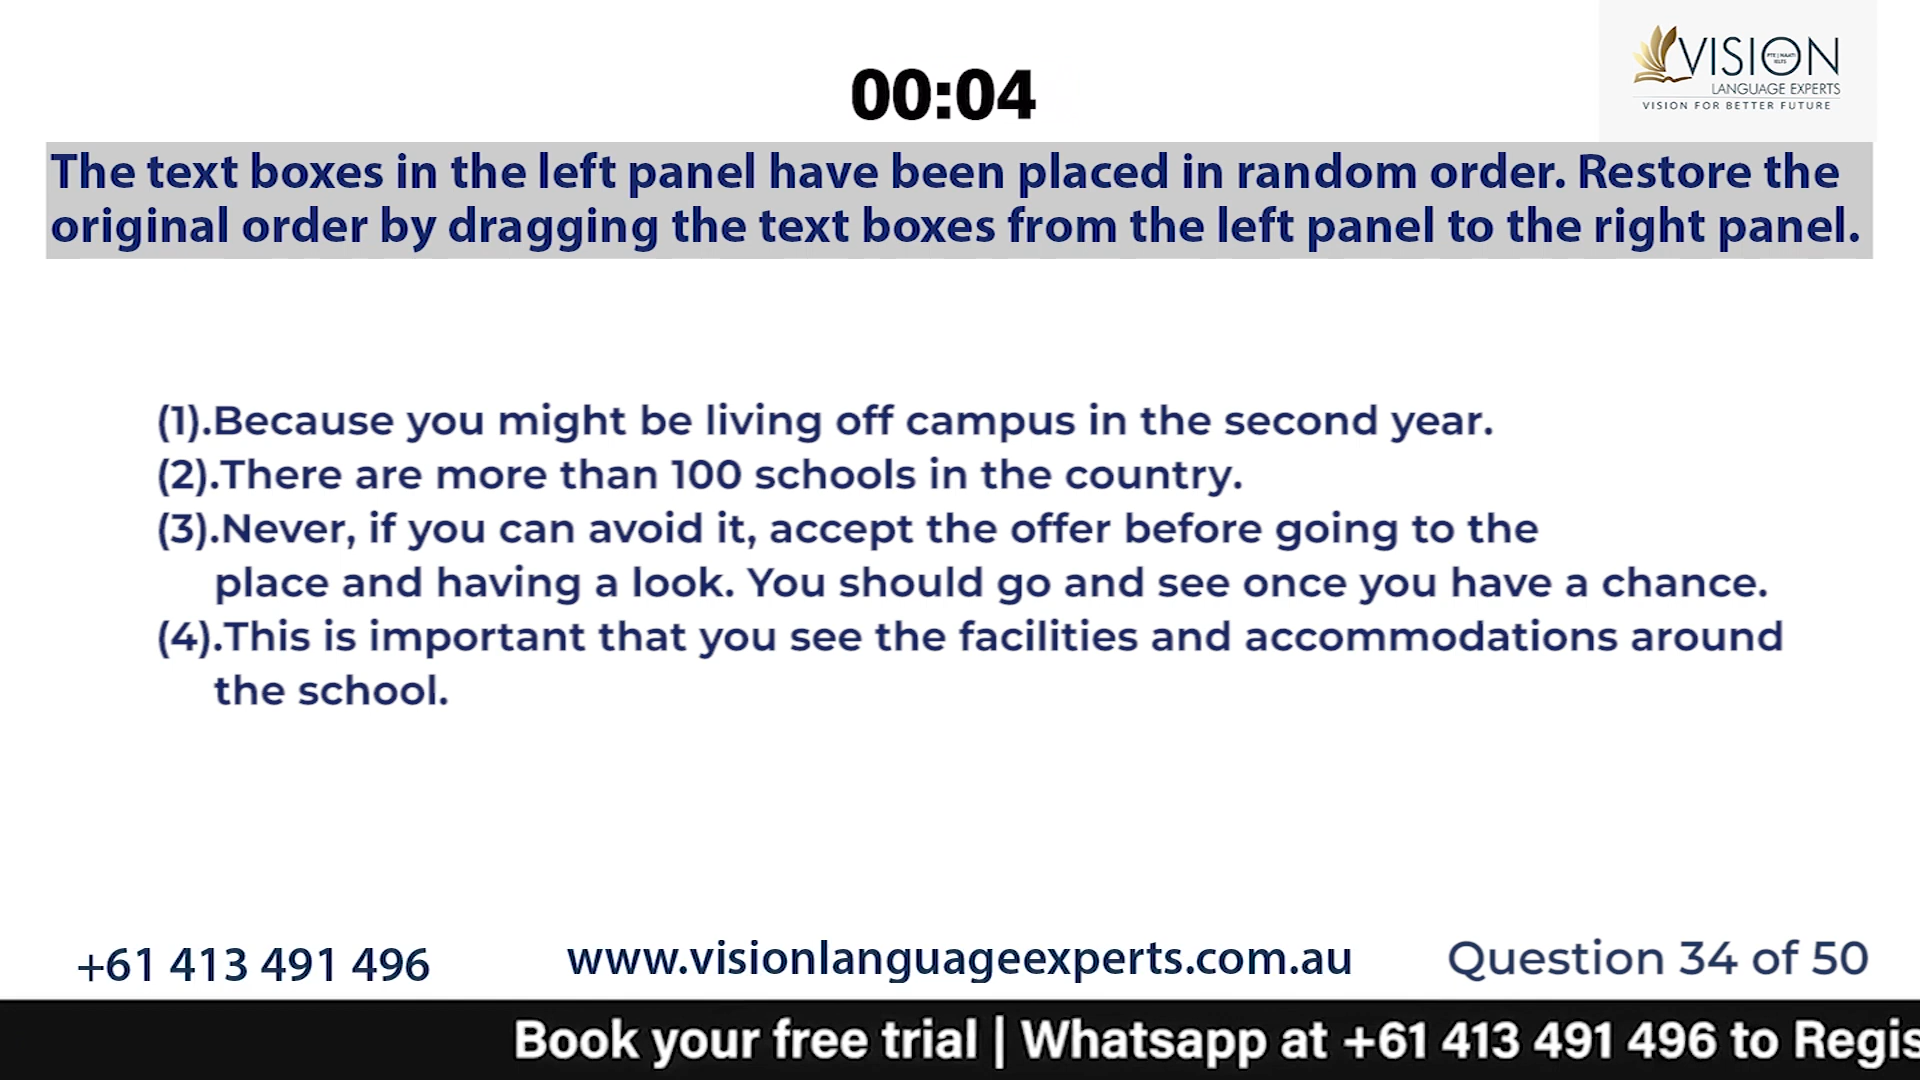 VISION
PTE | NAATI
IELTS
LANGUAGE EXPERTS
VISION FOR BETTER FUTURE
00:04
The text boxes in the left panel have been placed in random order. Restore the
original order by dragging the text boxes from the left panel to the right panel.
(1).Because you might be living off campus in the second year.
(2).There are more than 100 schools in the country.
(3).Never, if you can avoid it, accept the offer before going to the
place and having a look. You should go and see once you have a chance.
(4).This is important that you see the facilities and accommodations around
the school.
+61 413 491 496
www.visionlanguageexperts.com.au
Question 34 of 50
Book your free trial | Whatsapp at +61 413 491 496 to Regis